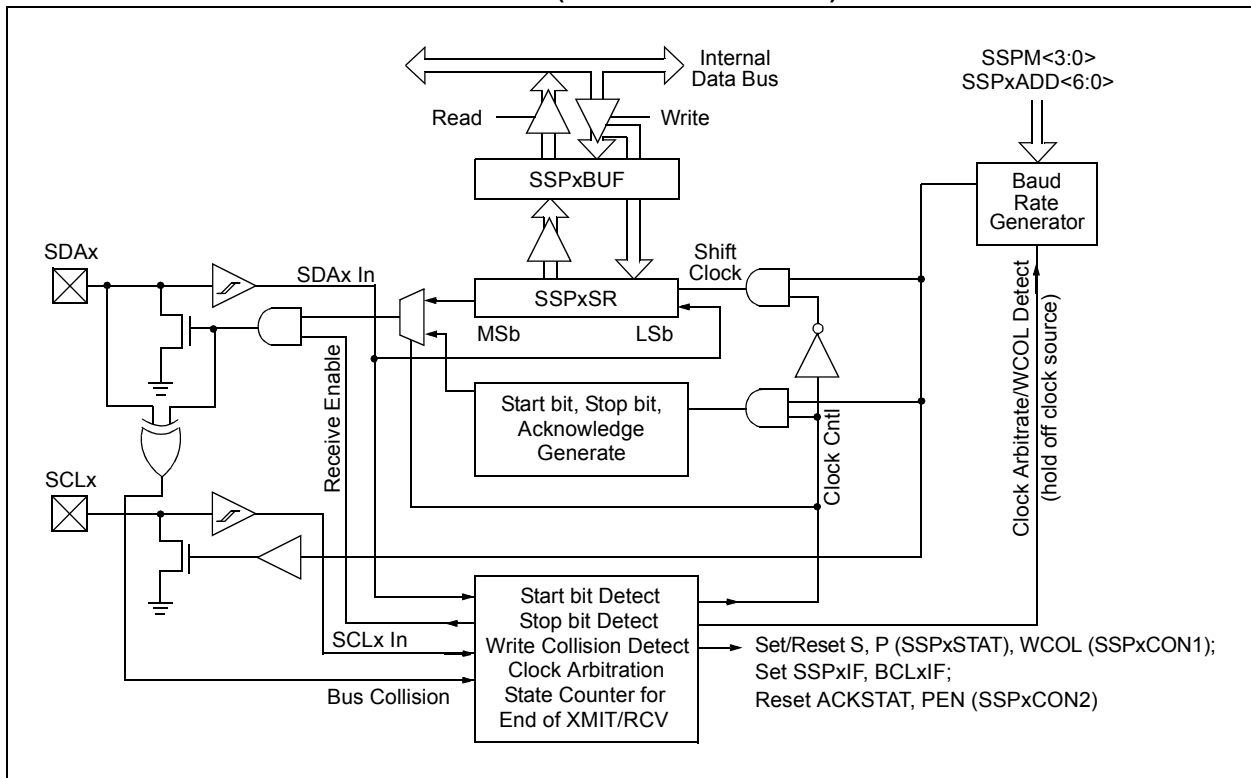 Internal
Data Bus
SSPM<3:0>
SSPxADD<6:0>
Read
Write
SSPxBUF
Baud
Rate
Generator
SDAx
SDAx In
Shift
Clock
SSPxSR
MSb
LSb
Receive Enable
Start bit, Stop bit,
Acknowledge
Generate
Clock Cntl
Clock Arbitrate/WCOL Detect
(hold off clock source)
SCLx
SCLx In
Bus Collision
Start bit Detect
Stop bit Detect
Write Collision Detect
Clock Arbitration
State Counter for
End of XMIT/RCV
Set/Reset S, P (SSPxSTAT), WCOL (SSPxCON1);
Set SSPxIF, BCLxIF;
Reset ACKSTAT, PEN (SSPxCON2)